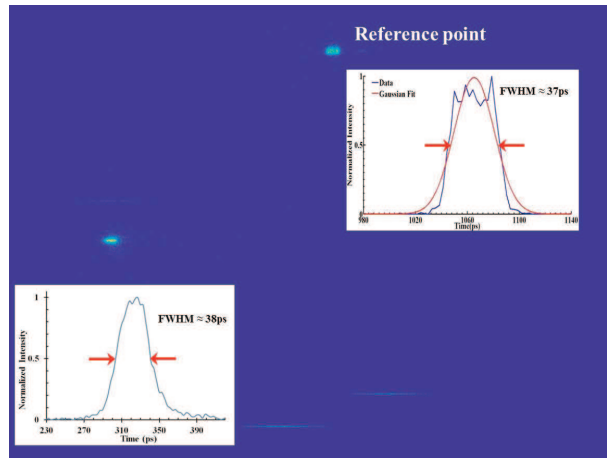 Reference point
Data
Gaussian Fit
FWHM ≈ 37ps
Normalized Intensity
1
0.5
0
980 1020 1060 1100 1140
Time(ps)
FWHM ≈ 38ps
Normalized Intensity
1
0.5
0
230 270 310 350 390
Time (ps)